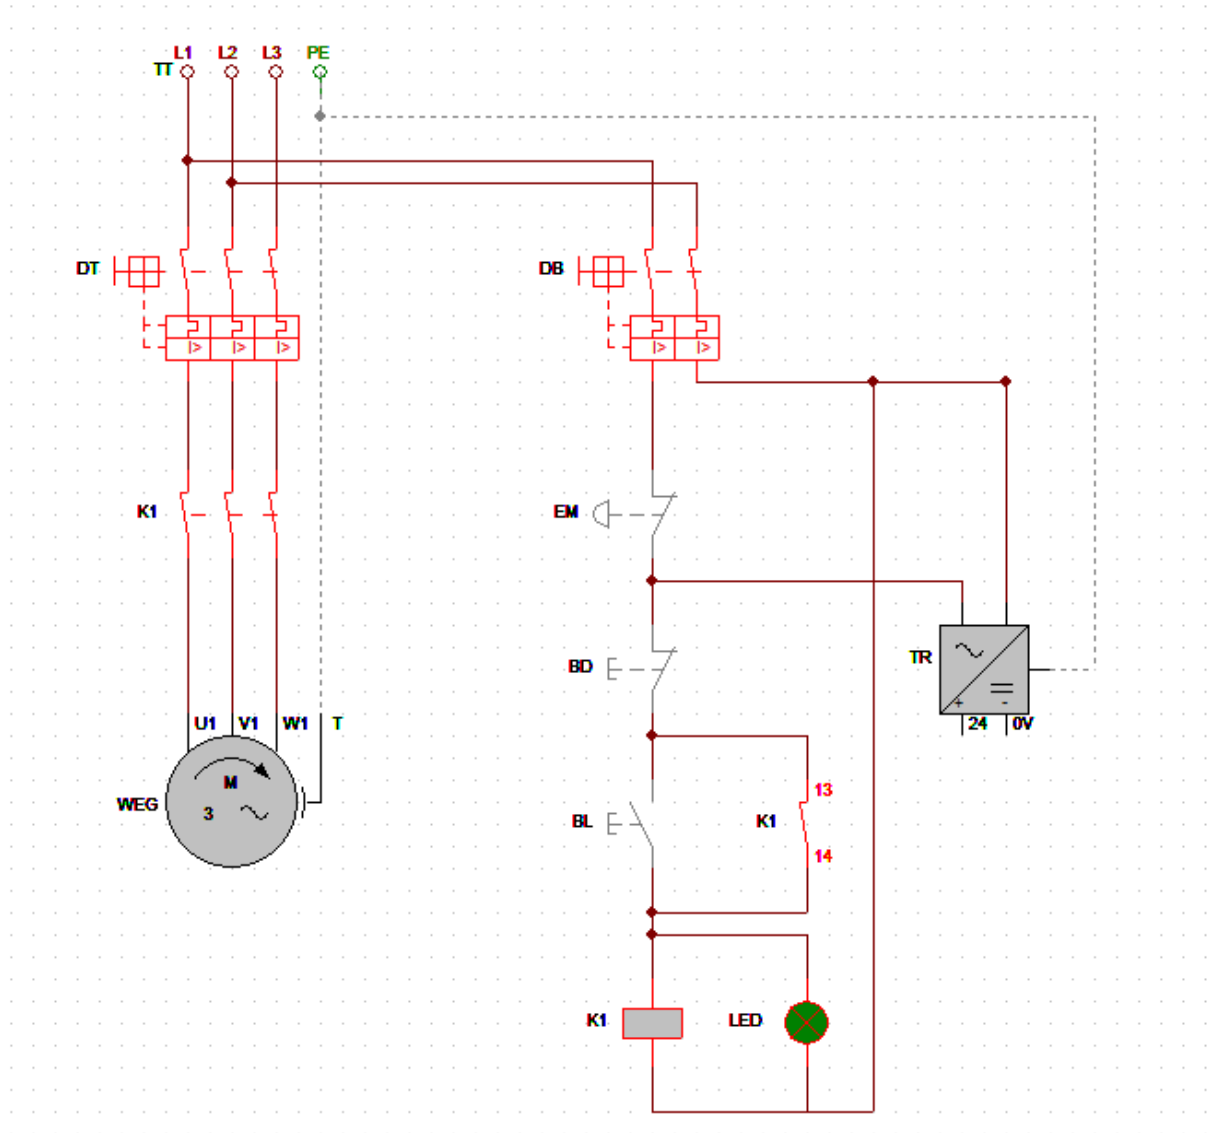 L1 L2 L3 PE
TT
DT
DB
I> I> I>
I> I>
K1
EM
BD
TR
+ -
24 0V
U1 V1 W1 T
M
3
WEG
13
BL
K1
14
K1
LED